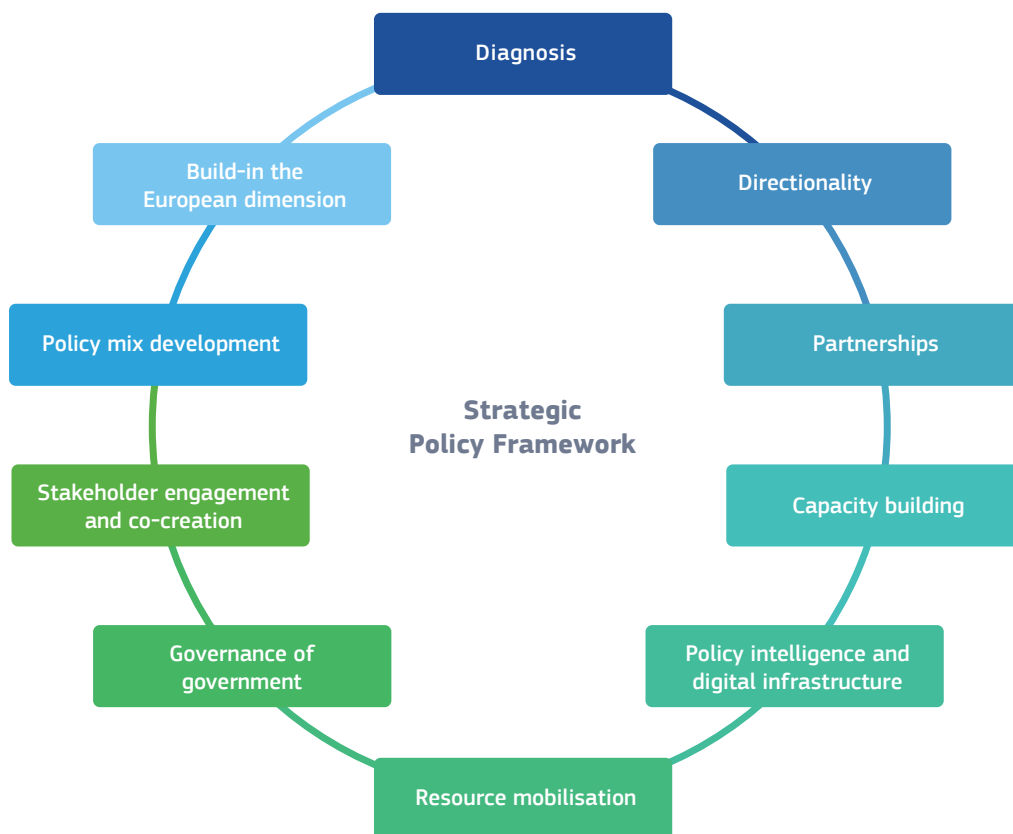 Diagnosis
Build-in the
European dimension
Directionality
Policy mix development
Partnerships
Strategic
Policy Framework
Stakeholder engagement
and co-creation
Capacity building
Governance of
government
Policy intelligence and
digital infrastructure
Resource mobilisation